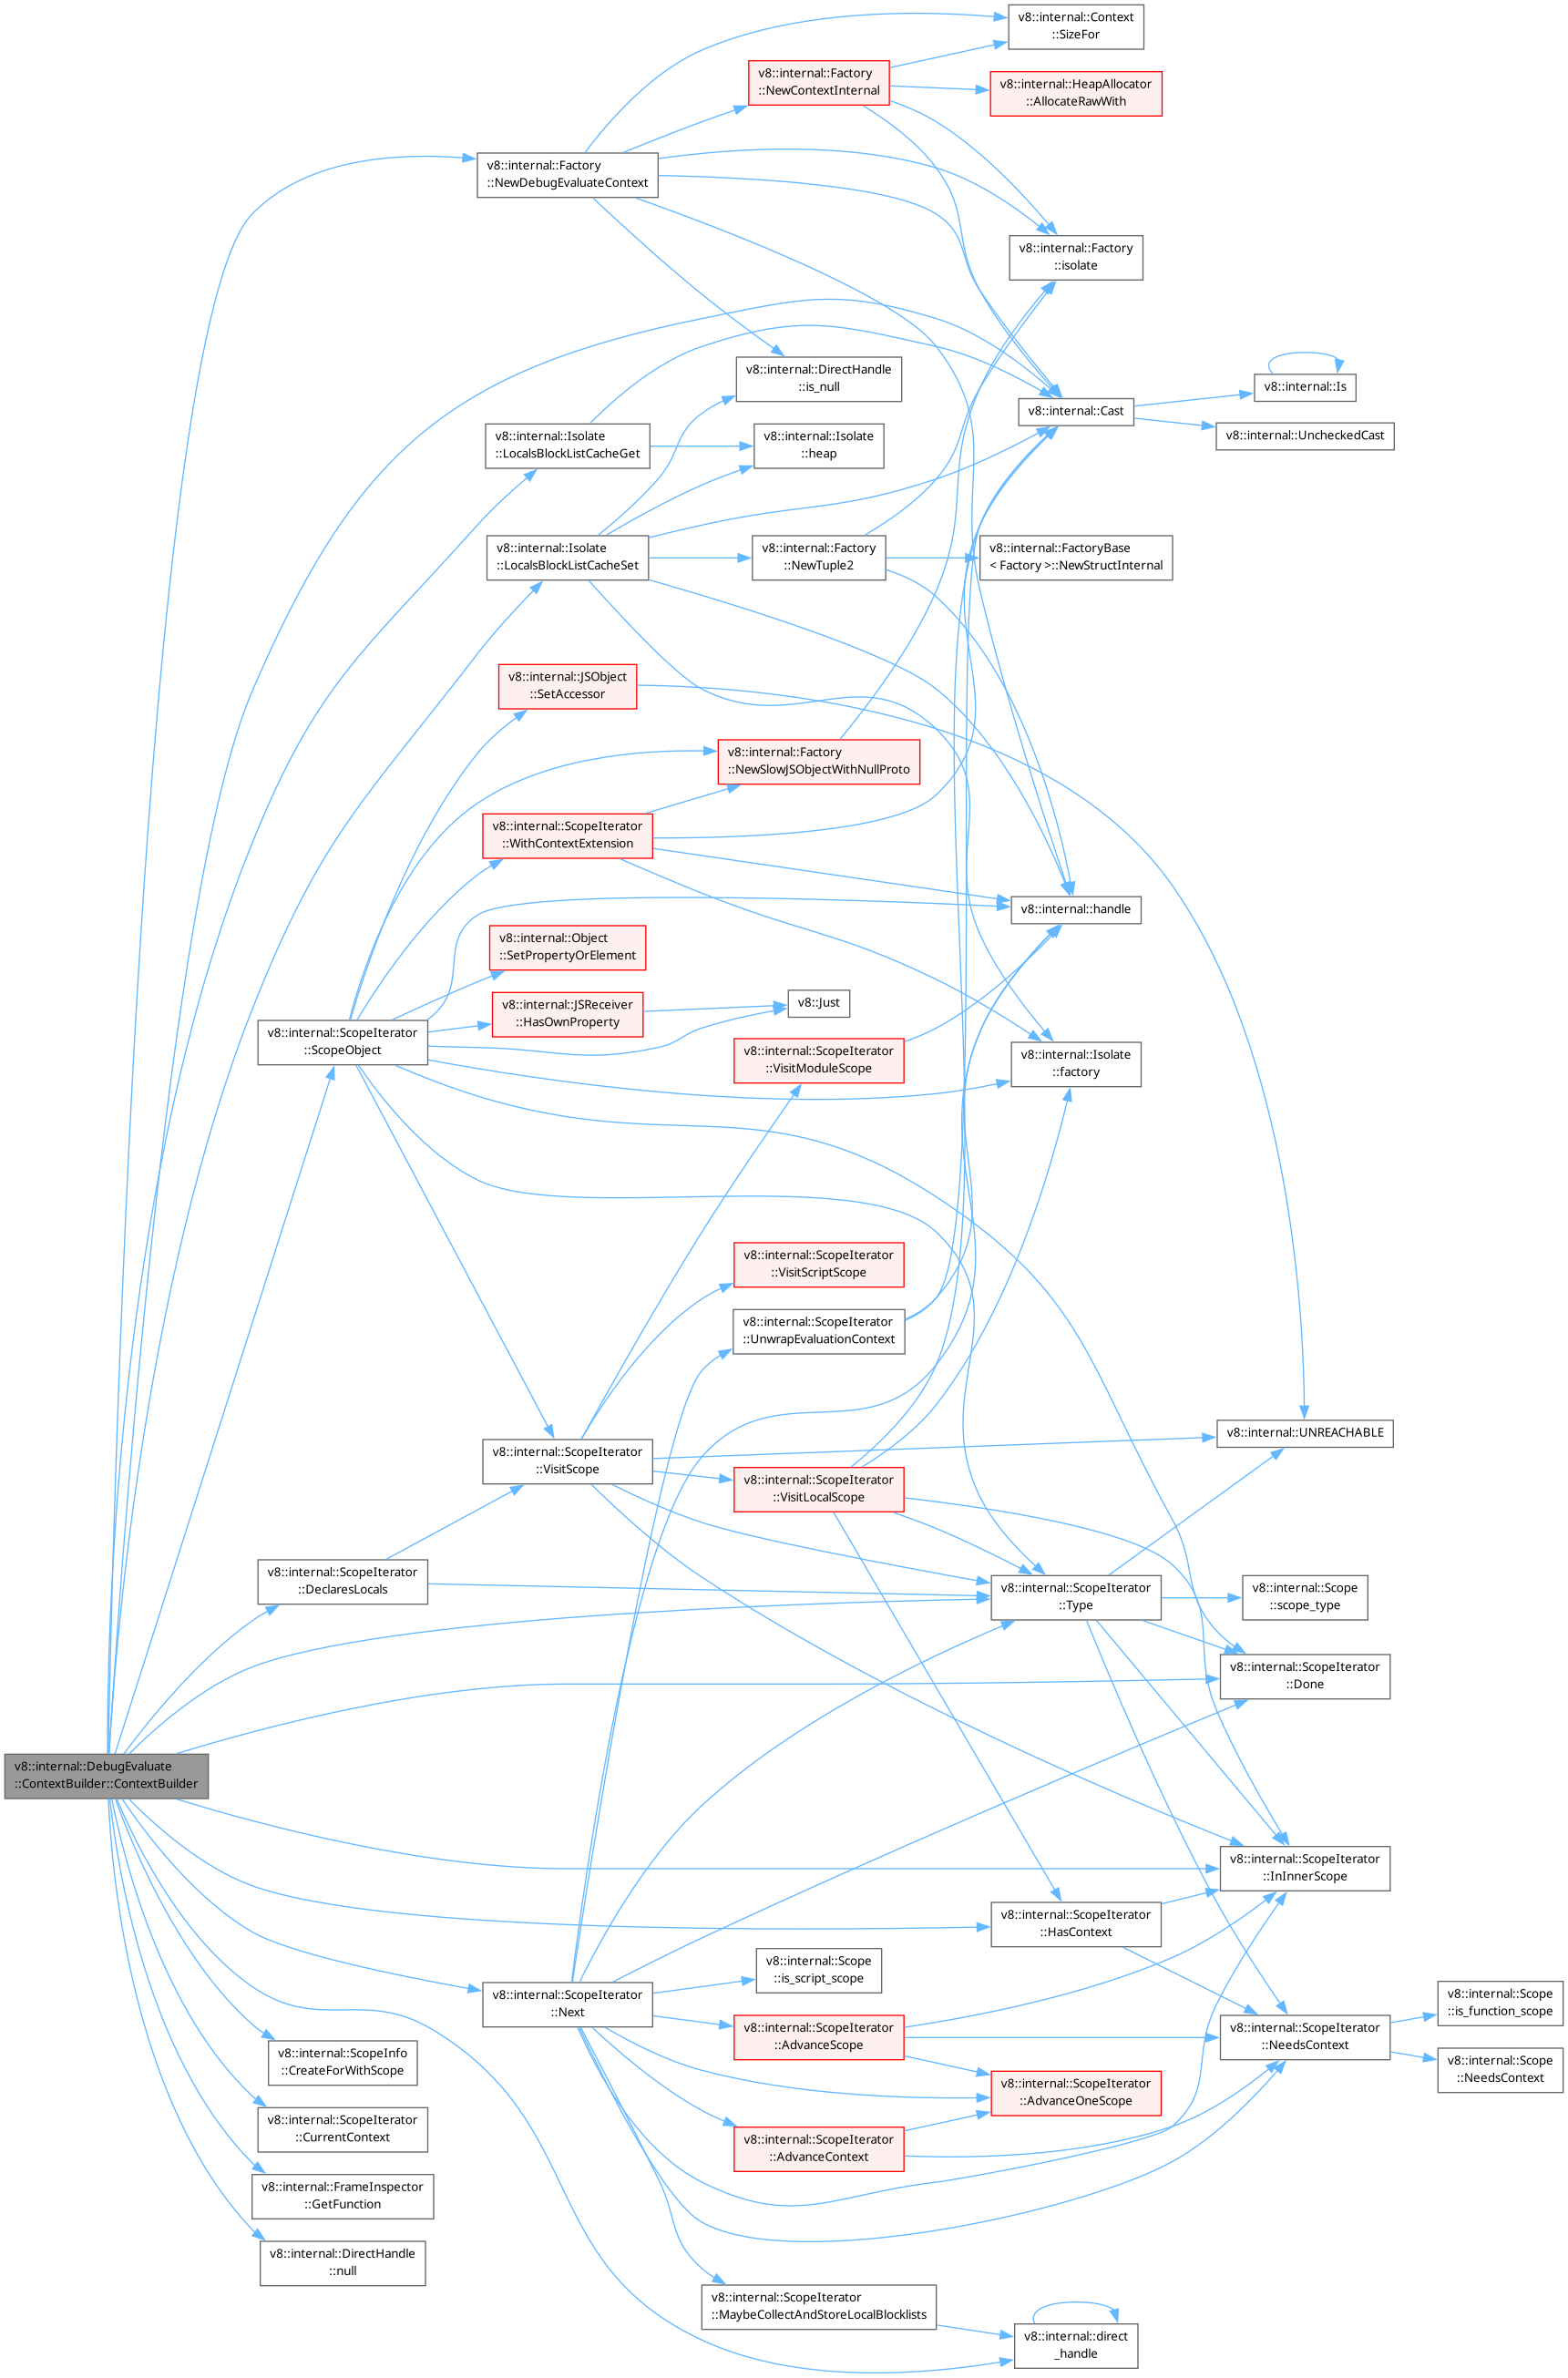 v8::internal::Context
::SizeFor
v8::internal::Factory
::NewContextInternal
v8::internal::HeapAllocator
::AllocateRawWith
v8::internal::Factory
::NewDebugEvaluateContext
v8::internal::Factory
::isolate
v8::internal::DirectHandle
::is_null
v8::internal::Is
v8::internal::Cast
v8::internal::UncheckedCast
v8::internal::Isolate
::LocalsBlockListCacheGet
v8::internal::Isolate
::heap
v8::internal::Isolate
::LocalsBlockListCacheSet
v8::internal::Factory
::NewTuple2
v8::internal::FactoryBase
< Factory >::NewStructInternal
v8::internal::JSObject
::SetAccessor
v8::internal::Factory
::NewSlowJSObjectWithNullProto
v8::internal::ScopeIterator
::WithContextExtension
v8::internal::handle
v8::internal::Object
::SetPropertyOrElement
v8::internal::JSReceiver
::HasOwnProperty
v8::Just
v8::internal::ScopeIterator
::ScopeObject
v8::internal::ScopeIterator
::VisitModuleScope
v8::internal::Isolate
::factory
v8::internal::ScopeIterator
::VisitScriptScope
v8::internal::ScopeIterator
::UnwrapEvaluationContext
v8::internal::UNREACHABLE
v8::internal::ScopeIterator
::VisitScope
v8::internal::ScopeIterator
::VisitLocalScope
v8::internal::ScopeIterator
::DeclaresLocals
v8::internal::ScopeIterator
::Type
v8::internal::Scope
::scope_type
v8::internal::ScopeIterator
::Done
v8::internal::DebugEvaluate
::ContextBuilder::ContextBuilder
v8::internal::ScopeIterator
::InInnerScope
v8::internal::ScopeIterator
::HasContext
v8::internal::Scope
::is_script_scope
v8::internal::ScopeIterator
::Next
v8::internal::Scope
::is_function_scope
v8::internal::ScopeIterator
::AdvanceScope
v8::internal::ScopeIterator
::NeedsContext
v8::internal::ScopeInfo
::CreateForWithScope
v8::internal::Scope
::NeedsContext
v8::internal::ScopeIterator
::AdvanceOneScope
v8::internal::ScopeIterator
::CurrentContext
v8::internal::ScopeIterator
::AdvanceContext
v8::internal::FrameInspector
::GetFunction
v8::internal::DirectHandle
::null
v8::internal::ScopeIterator
::MaybeCollectAndStoreLocalBlocklists
v8::internal::direct
_handle